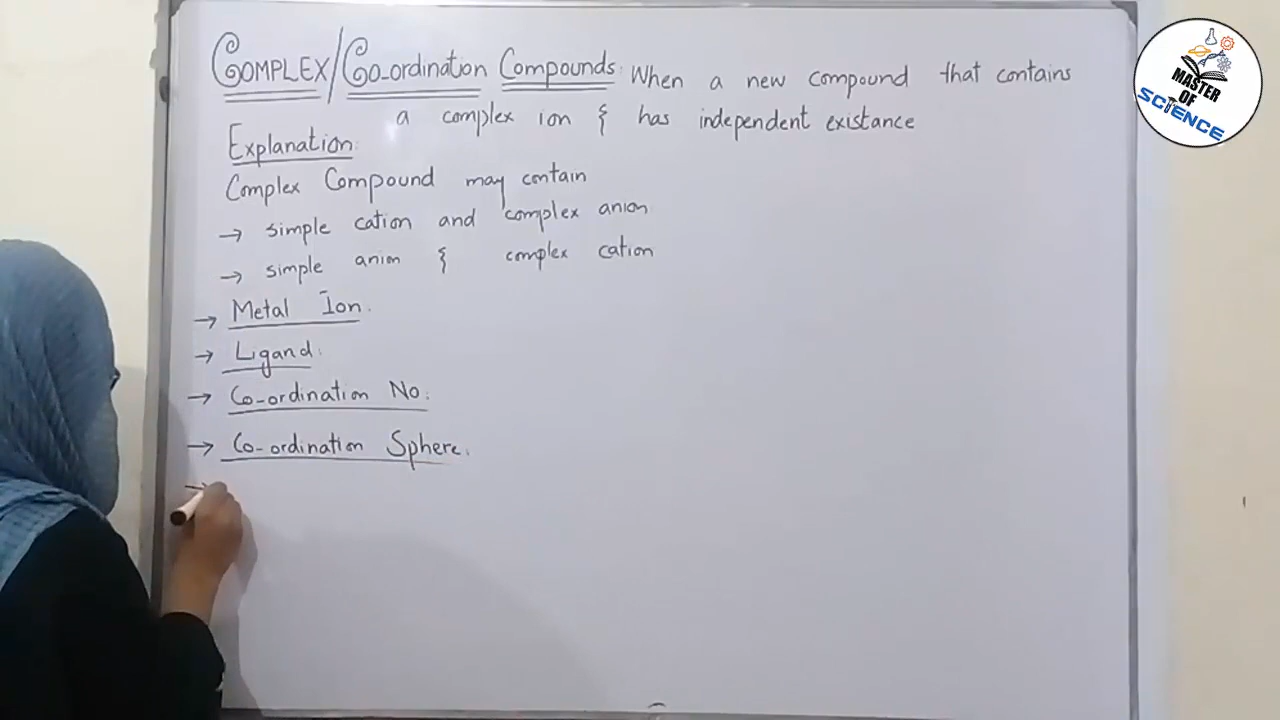 COMPLEX/Co-ordination Compounds: When a new compound that contains
a complex ion & has independent existance
Explanation:
Complex Compound may contain
→ simple cation and complex anion
→ simple anion & complex cation
→ Metal Ion.
→ Ligand:
→ Co-ordination No:
→ Co-ordination Sphere.
→
MASTER
OF
SCIENCE